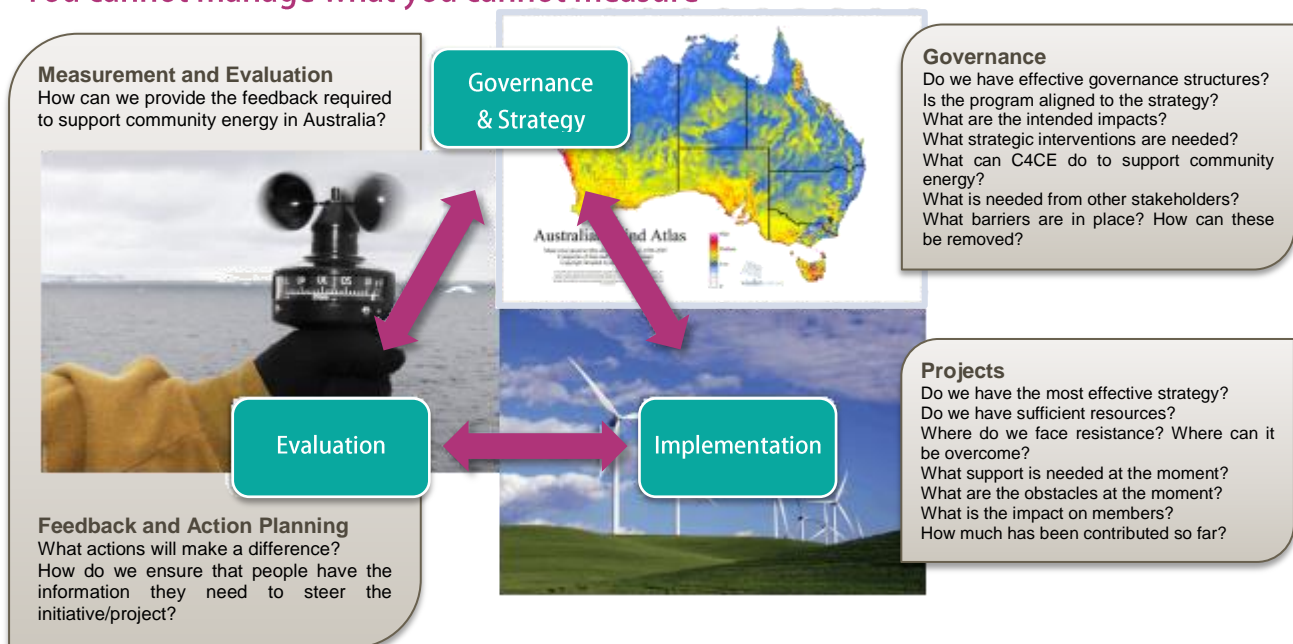 You cannot manage what you cannot measure
Measurement and Evaluation
How can we provide the feedback required
to support community energy in Australia?
Governance
& Strategy
Governance
Do we have effective governance structures?
Is the program aligned to the strategy?
What are the intended impacts?
What strategic interventions are needed?
What can C4CE do to support community
energy?
What is needed from other stakeholders?
What barriers are in place? How can these
be removed?
Australian Wind Atlas
Evaluation
Implementation
Projects
Do we have the most effective strategy?
Do we have sufficient resources?
Where do we face resistance? Where can it
be overcome?
What support is needed at the moment?
What are the obstacles at the moment?
What is the impact on members?
How much has been contributed so far?
Feedback and Action Planning
What actions will make a difference?
How do we ensure that people have the
information they need to steer the
initiative/project?